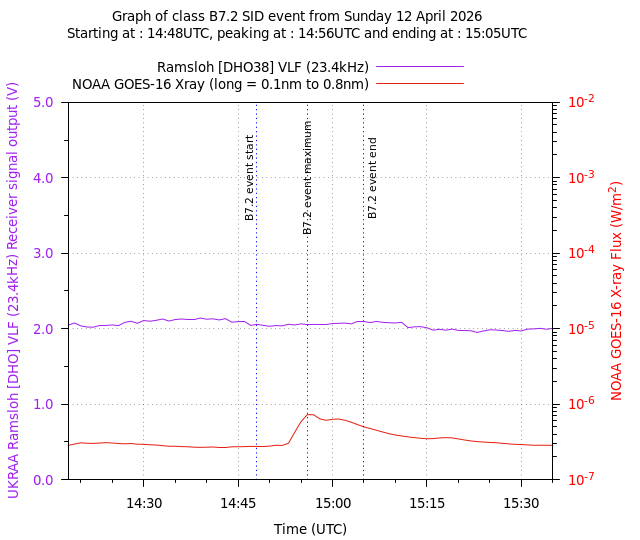 Graph of class B7.2 SID event from Sunday 12 April 2026
Starting at : 14:48UTC, peaking at : 14:56UTC and ending at : 15:05UTC
Ramsloh [DHO38] VLF (23.4kHz)
NOAA GOES-16 Xray (long = 0.1nm to 0.8nm)
UKRAA Ramsloh [DHO] VLF (23.4kHz) Receiver signal output (V)
5.0
4.0
3.0
2.0
1.0
0.0
B7.2 event start
B7.2 event maximum
B7.2 event end
10-2
10-3
10-4
10-5
10-6
10-7
NOAA GOES-16 X-ray Flux (W/m2)
14:30
14:45
15:00
15:15
15:30
Time (UTC)